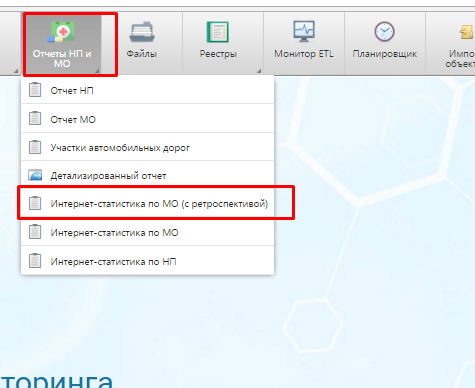 Отчеты НП и
МО
Файлы
Реестры
Монитор ETL
Планировщик
Импо
объект
Отчет НП
Отчет МО
Участки автомобильных дорог
Детализированный отчет
Интернет-статистика по МО (с ретроспективой)
Интернет-статистика по МО
Интернет-статистика по НП
торинга